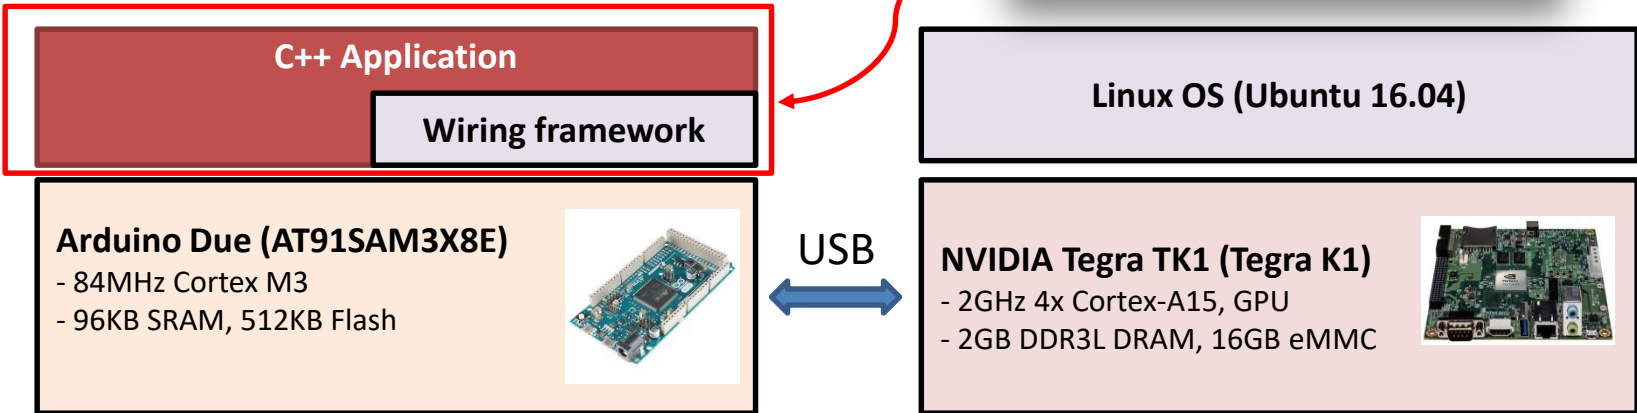 C++ Application
Wiring framework
Linux OS (Ubuntu 16.04)
Arduino Due (AT91SAM3X8E)
- 84MHz Cortex M3
- 96KB SRAM, 512KB Flash
USB
NVIDIA Tegra TK1 (Tegra K1)
- 2GHz 4x Cortex-A15, GPU
- 2GB DDR3L DRAM, 16GB eMMC